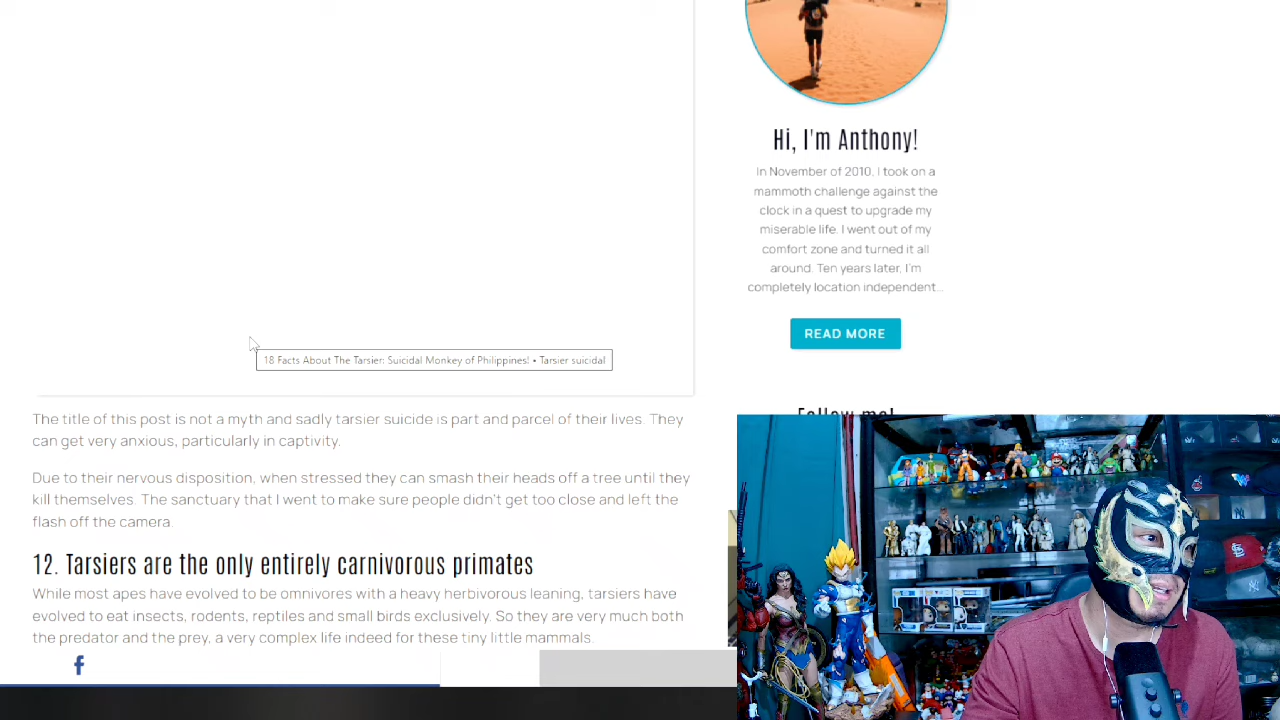 Hi, I'm Anthony!
In November of 2010, I took on a
mammoth challenge against the
clock in a quest to upgrade my
miserable life. I went out of my
comfort zone and turned it all
around. Ten years later, I'm
completely location independent...
READ MORE
Follow me!
18 Facts About The Tarsier: Suicidal Monkey of Philippines! • Tarsier suicidal
The title of this post is not a myth and sadly tarsier suicide is part and parcel of their lives. They
can get very anxious, particularly in captivity.
Due to their nervous disposition, when stressed they can smash their heads off a tree until they
kill themselves. The sanctuary that I went to make sure people didn't get too close and left the
flash off the camera.
12. Tarsiers are the only entirely carnivorous primates
While most apes have evolved to be omnivores with a heavy herbivorous leaning, tarsiers have
evolved to eat insects, rodents, reptiles and small birds exclusively. So they are very much both
the predator and the prey, a very complex life indeed for these tiny little mammals.